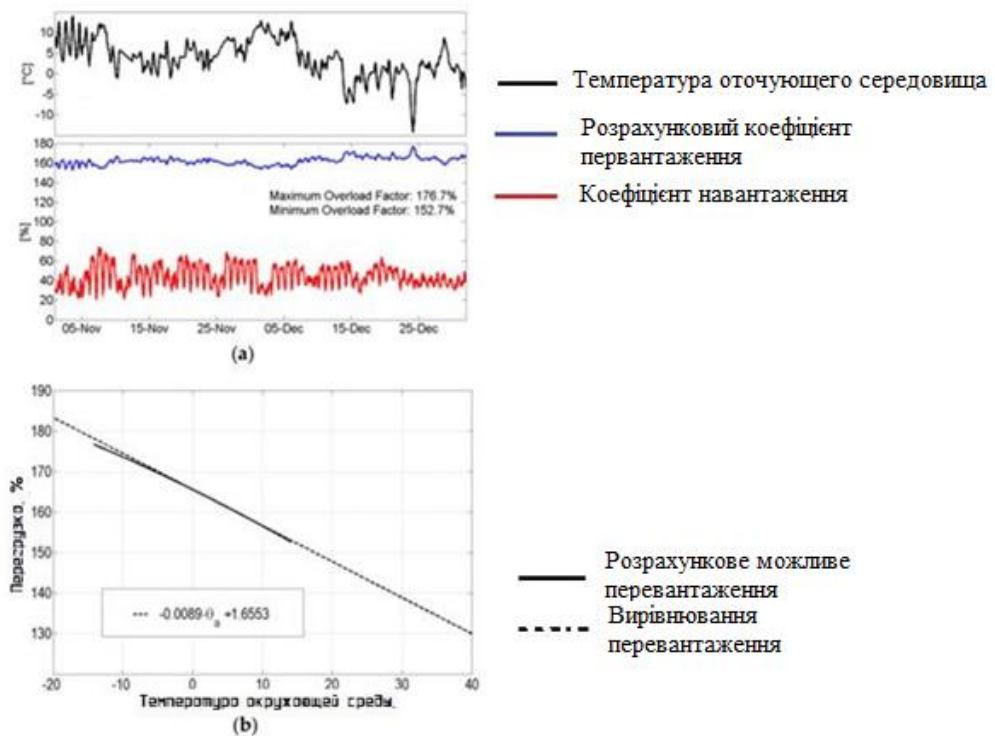 [°C]
10
5
0
-5
-10
Температура оточующего середовища
Розрахунковий коефіцієнт
первантаження
Коефіцієнт навантаження
180
160
140
120
100
80
60
40
20
0
[%]
Maximum Overload Factor: 176.7%
Minimum Overload Factor: 152.7%
05-Nov 15-Nov 25-Nov 05-Dec 15-Dec 25-Dec
(a)
190
180
170
160
150
140
130
Перегрузка, %
-0.0089·θa +1.6553
-20 -10 0 10 20 30 40
Температура окружающей среды,
(b)
Розрахункове можливе
перевантаження
Вирівнювання
перевантаження